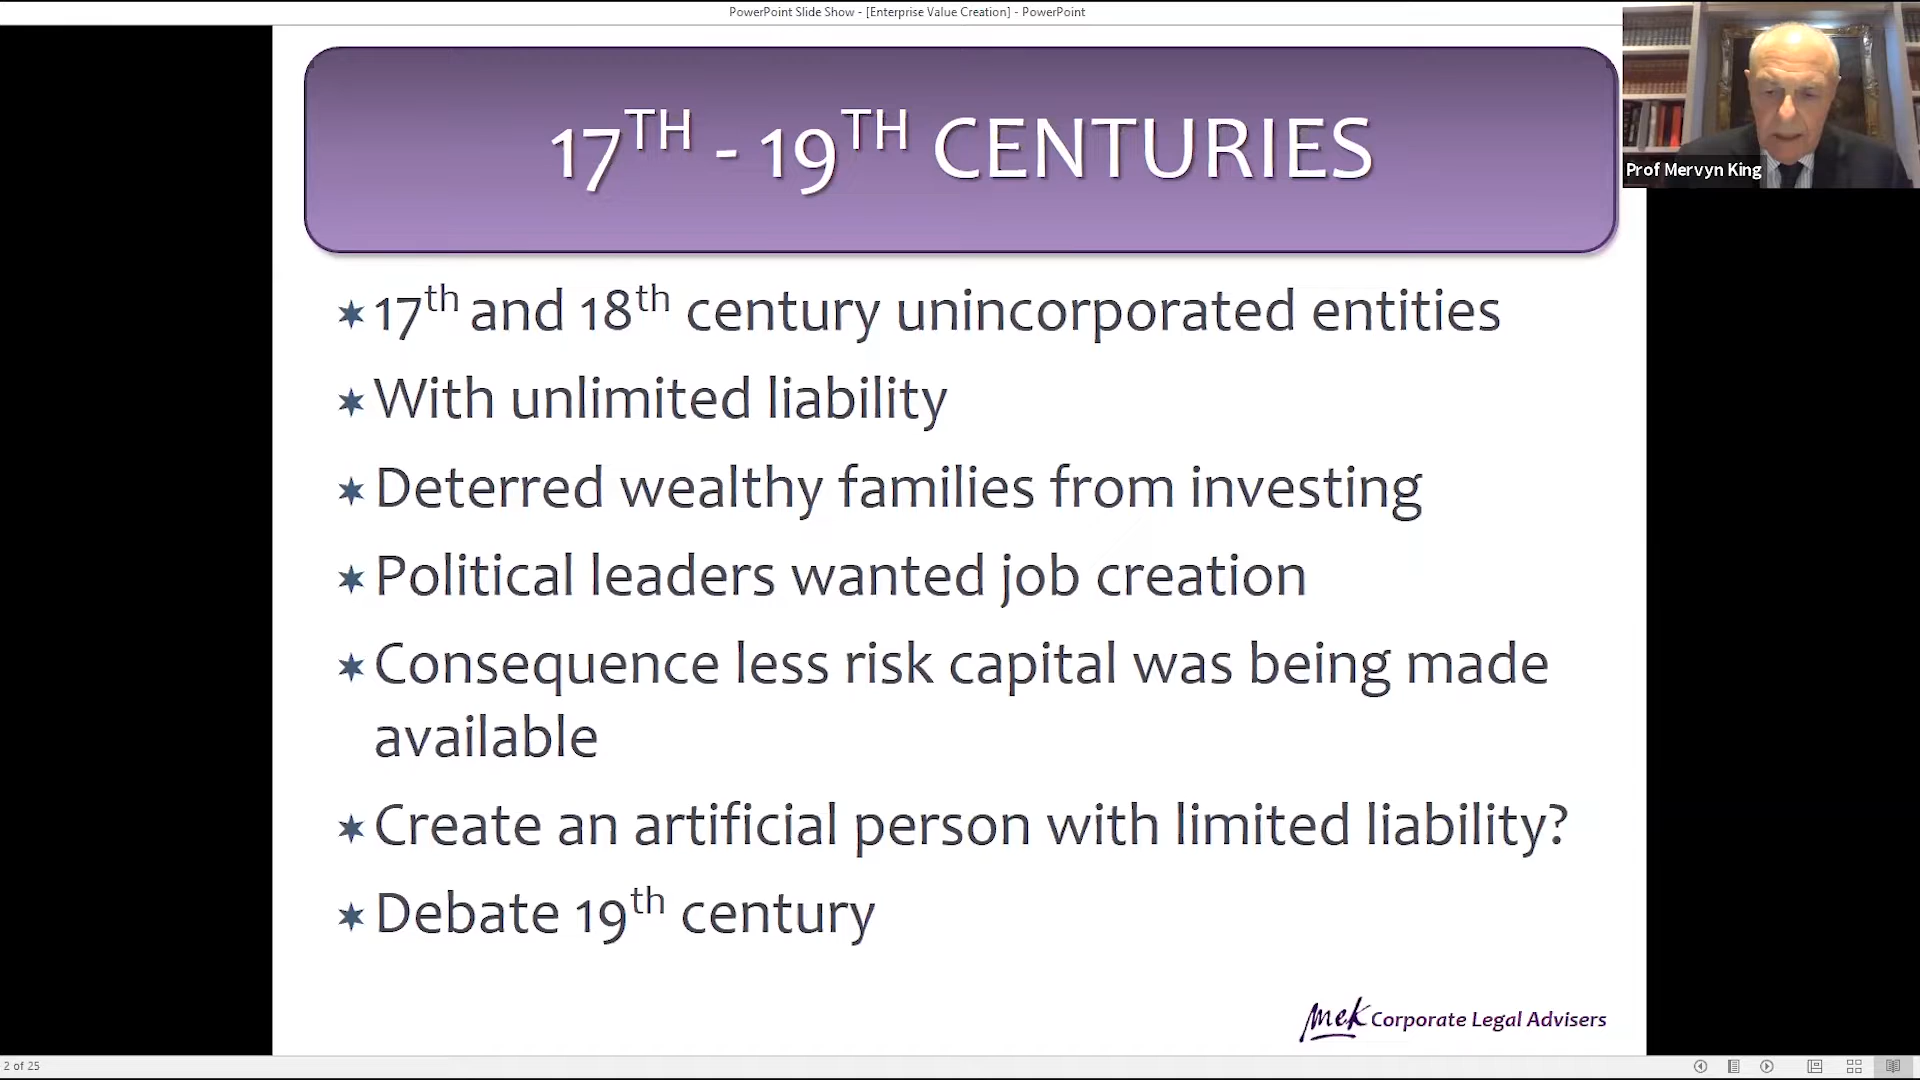 PowerPoint Slide Show - [Enterprise Value Creation] - PowerPoint
17TH - 19TH CENTURIES
Prof Mervyn King
17th and 18th century unincorporated entities
With unlimited liability
Deterred wealthy families from investing
Political leaders wanted job creation
Consequence less risk capital was being made
available
Create an artificial person with limited liability?
Debate 19th century
mek Corporate Legal Advisers
2 of 25